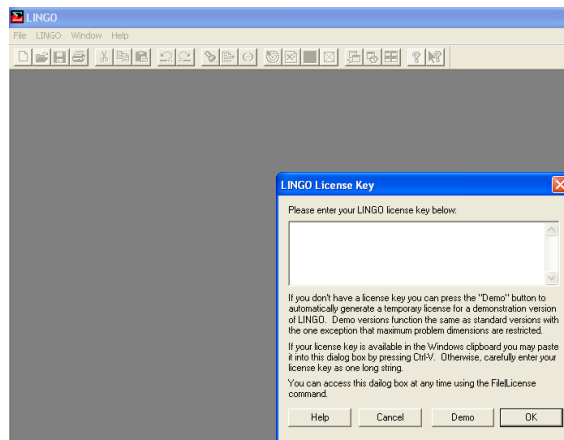 LINGO
File LINGO Window Help
LINGO License Key
Please enter your LINGO license key below:
If you don't have a license key you can press the "Demo" button to
automatically generate a temporary license for a demonstration version
of LINGO. Demo versions function the same as standard versions with
the one exception that maximum problem dimensions are restricted.
If your license key is available in the Windows clipboard you may paste
it into this dialog box by pressing Ctrl-V. Otherwise, carefully enter your
license key as one long string.
You can access this dailog box at any time using the File|License
command.
Help Cancel Demo OK